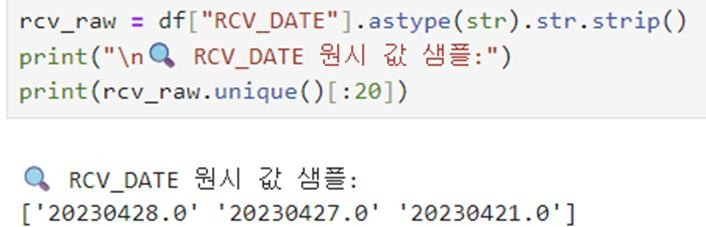 rcv_raw = df["RCV_DATE"].astype(str).str.strip()
print("\n🔍 RCV_DATE 원시 값 샘플:")
print(rcv_raw.unique()[:20])
🔍 RCV_DATE 원시 값 샘플:
['20230428.0' '20230427.0' '20230421.0']